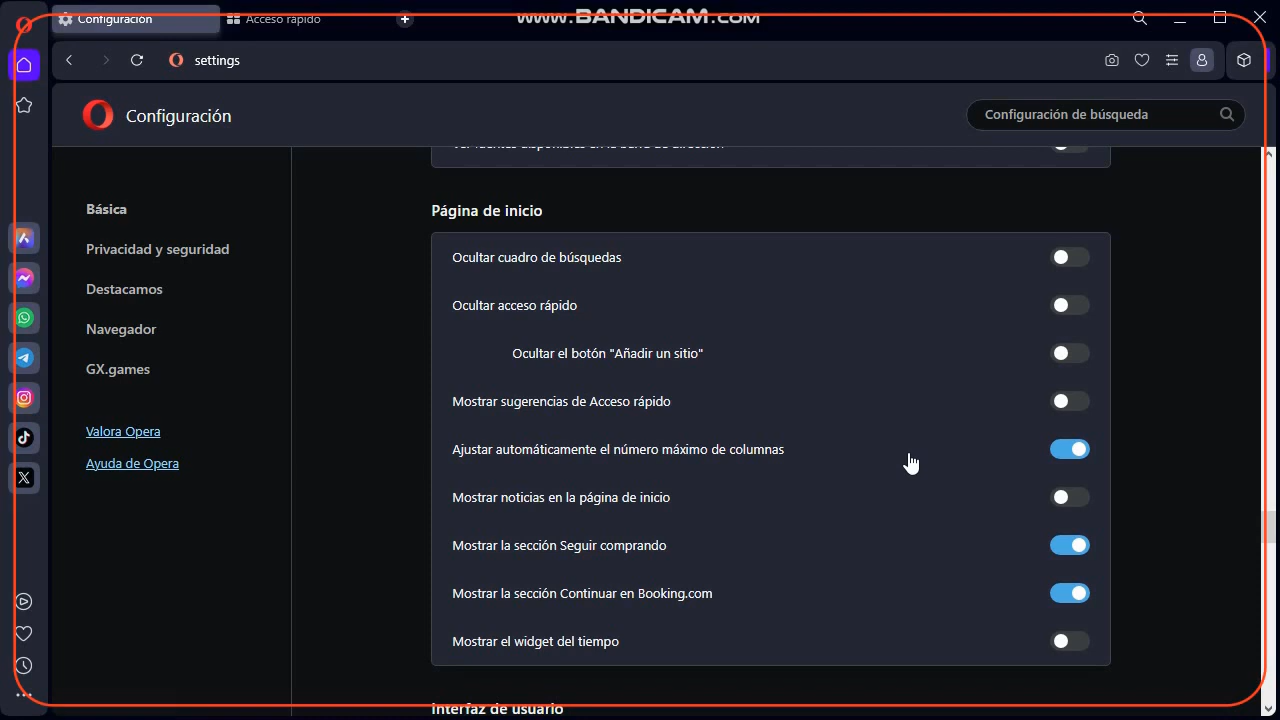 Configuración
Acceso rápido
www.BANDICAM.COM
settings
Configuración
Configuración de búsqueda
Básica
Privacidad y seguridad
Destacamos
Navegador
GX.games
Valora Opera
Ayuda de Opera
Página de inicio
Ocultar cuadro de búsquedas
Ocultar acceso rápido
Ocultar el botón "Añadir un sitio"
Mostrar sugerencias de Acceso rápido
Ajustar automáticamente el número máximo de columnas
Mostrar noticias en la página de inicio
Mostrar la sección Seguir comprando
Mostrar la sección Continuar en Booking.com
Mostrar el widget del tiempo
Interfaz de usuario